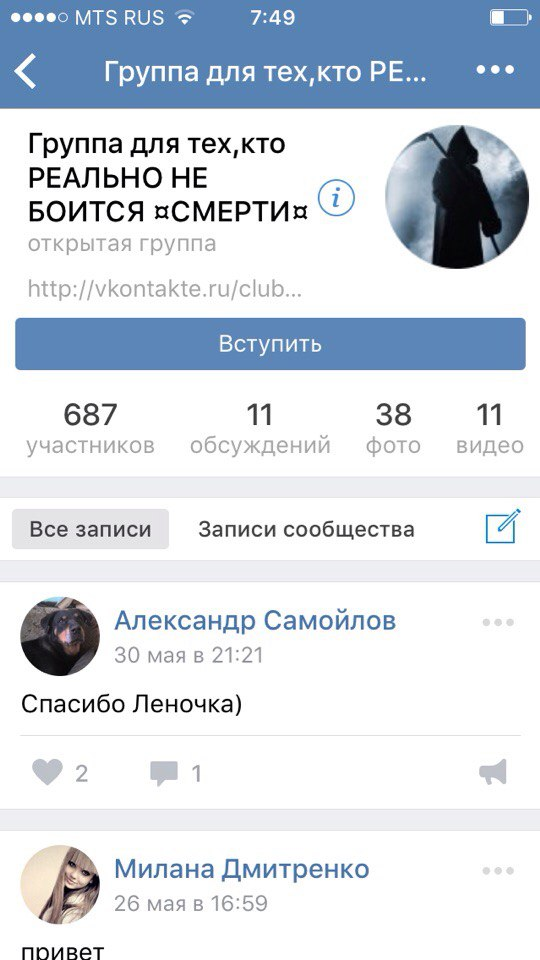 MTS RUS 7:49
Группа для тех,кто РЕ...
Группа для тех,кто
РЕАЛЬНО НЕ
БОИТСЯ ¤СМЕРТИ¤
открытая группа
http://vkontakte.ru/club...
Вступить
687 11 38 11
участников обсуждений фото видео
Все записи Записи сообщества
Александр Самойлов
30 мая в 21:21
Спасибо Леночка)
2 1
Милана Дмитренко
26 мая в 16:59
привет